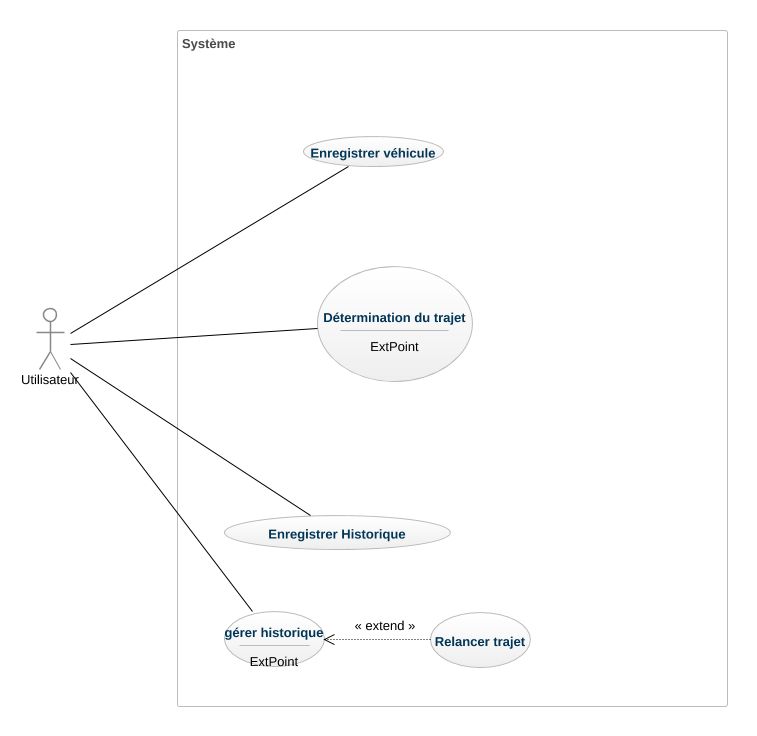 Système
Enregistrer véhicule
Détermination du trajet
ExtPoint
Utilisateur
Enregistrer Historique
gérer historique
ExtPoint
« extend »
Relancer trajet